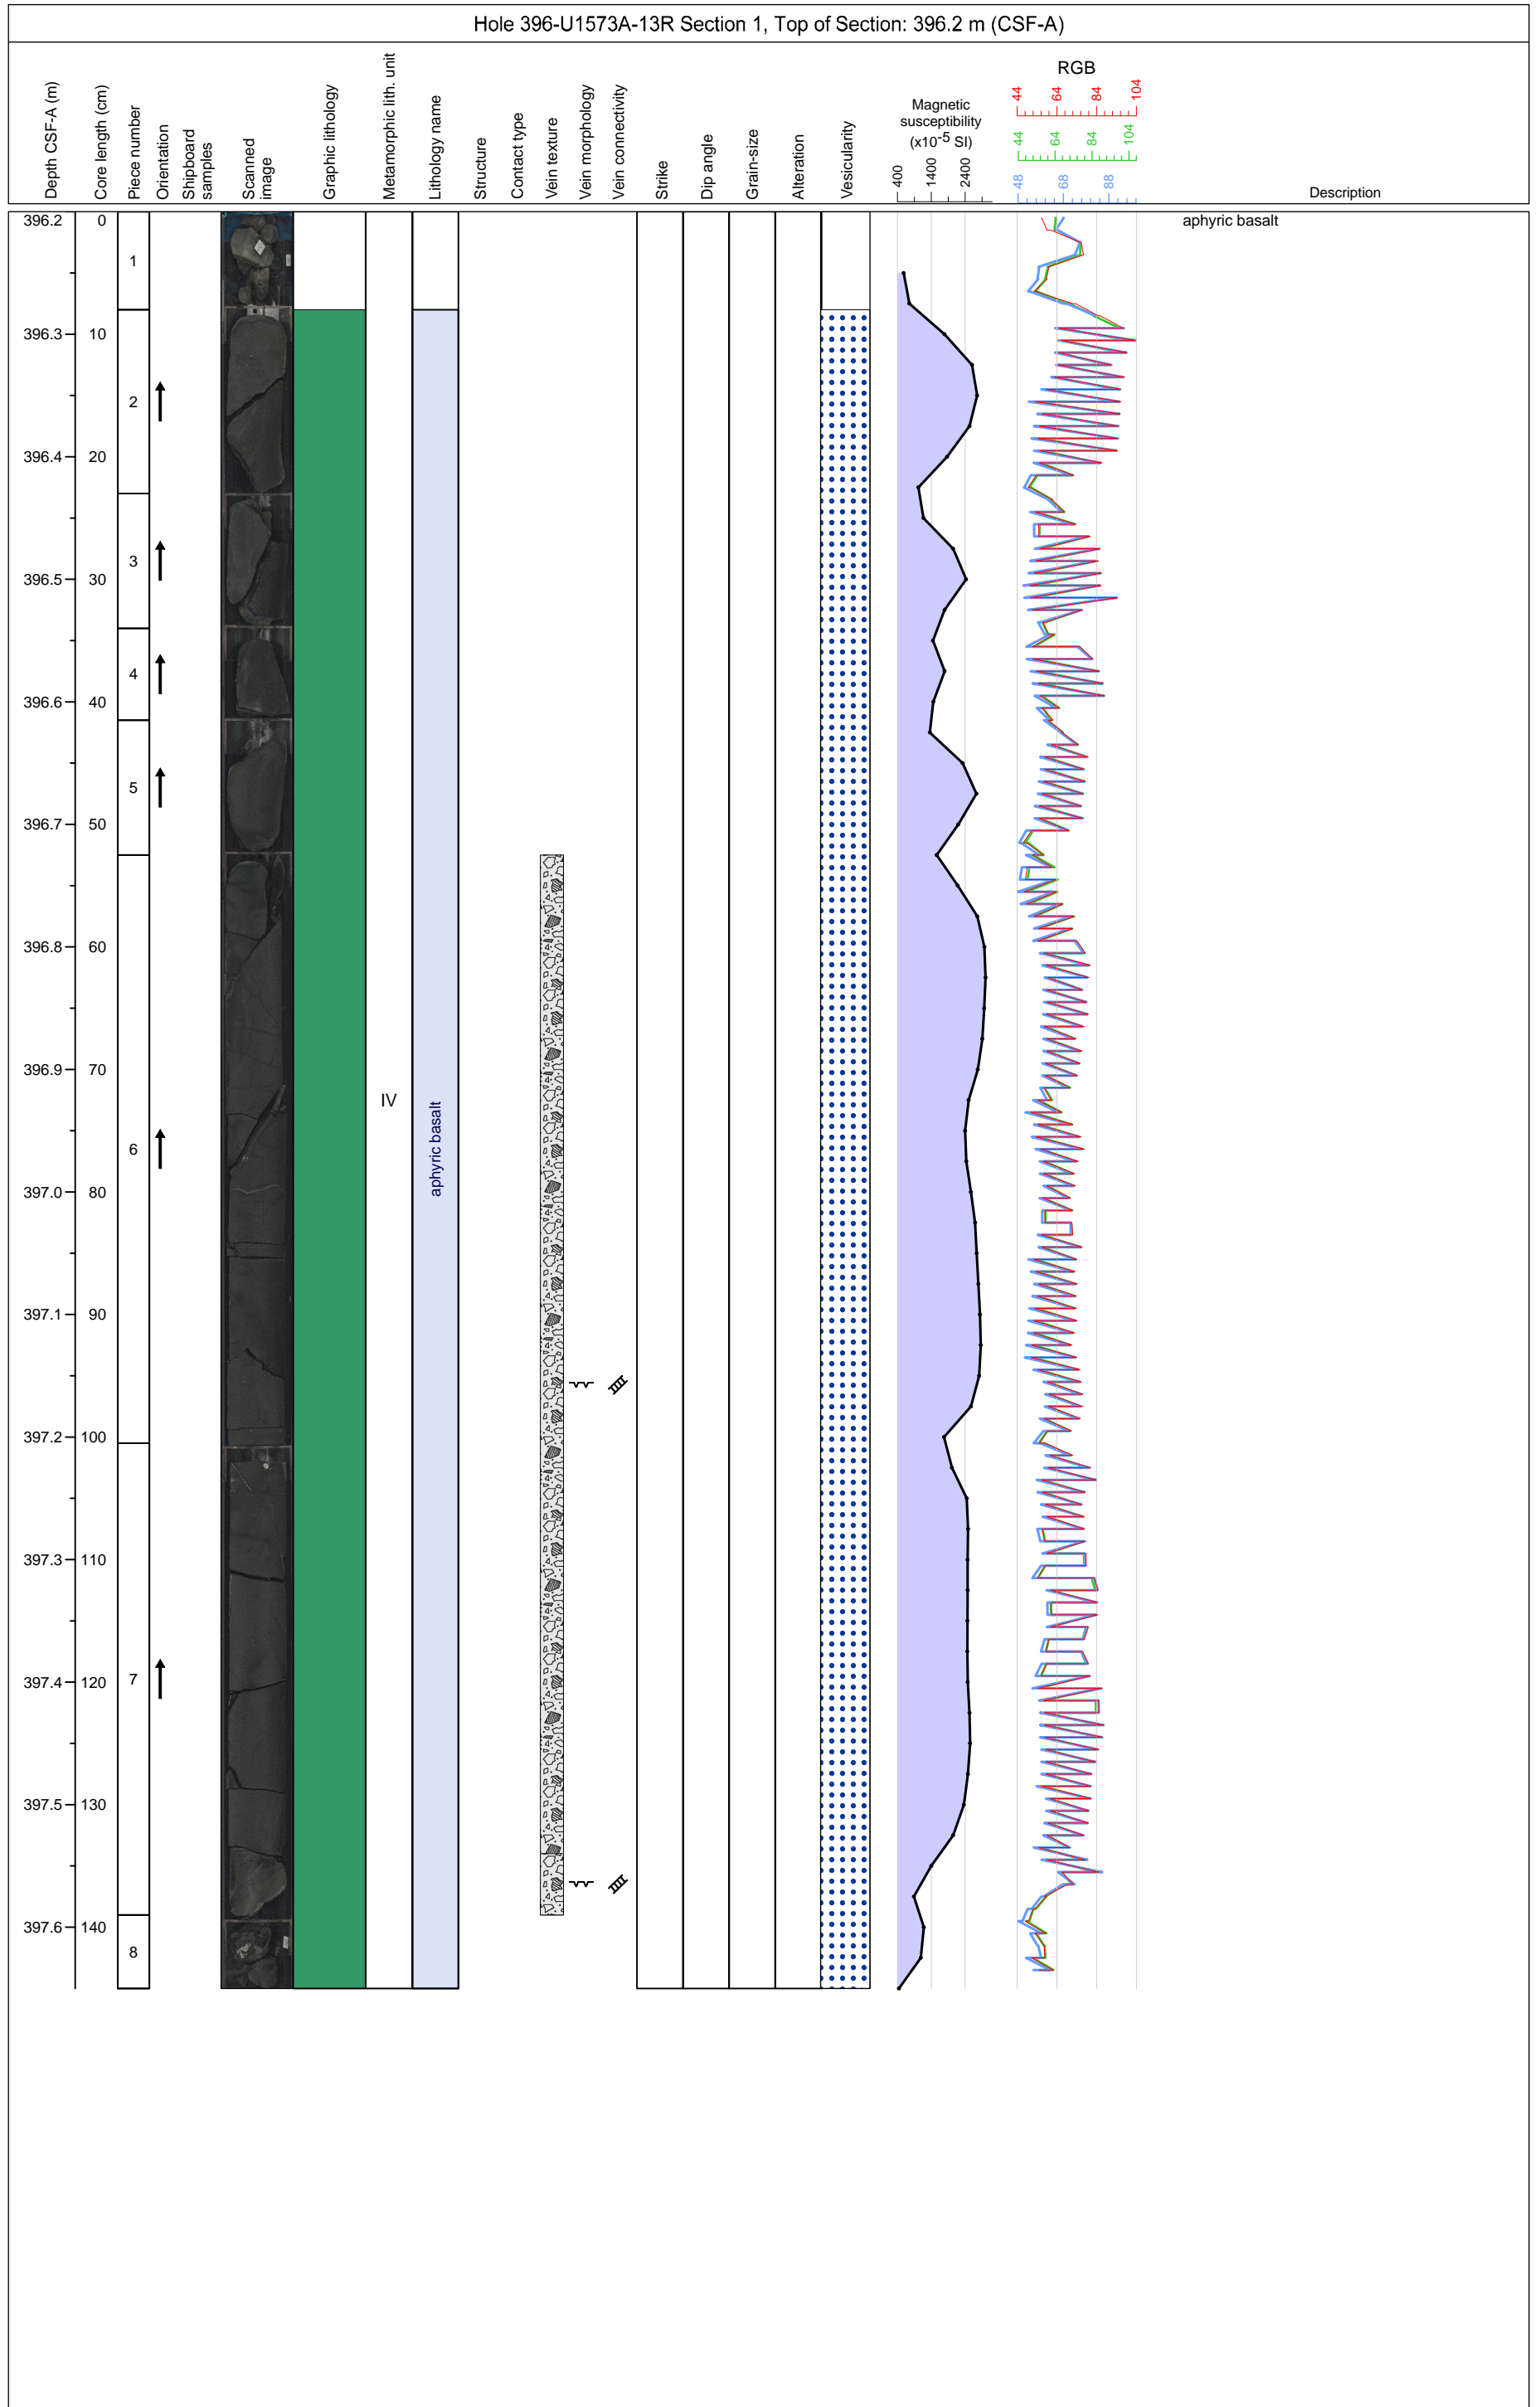 Hole 396-U1573A-13R Section 1, Top of Section: 396.2 m (CSF-A)
Depth CSF-A (m)
Core length (cm)
Piece number
Orientation
Shipboard
samples
Scanned
image
Graphic lithology
Metamorphic lith. unit
Lithology name
Structure
Contact type
Vein texture
Vein morphology
Vein connectivity
Strike
Dip angle
Grain-size
Alteration
Vesicularity
Magnetic
susceptibility
(x10-5 SI)
400 1400 2400
RGB
44 64 84 104
44 64 84 104
48 68 88
Description
396.2 0 aphyric basalt
1
396.3 10
2
396.4 20
3
396.5 30
4
396.6 40
5
396.7 50
396.8 60
396.9 70
IV
aphyric basalt
6
397.0 80
397.1 90
397.2 100
397.3 110
7
397.4 120
397.5 130
397.6 140
8